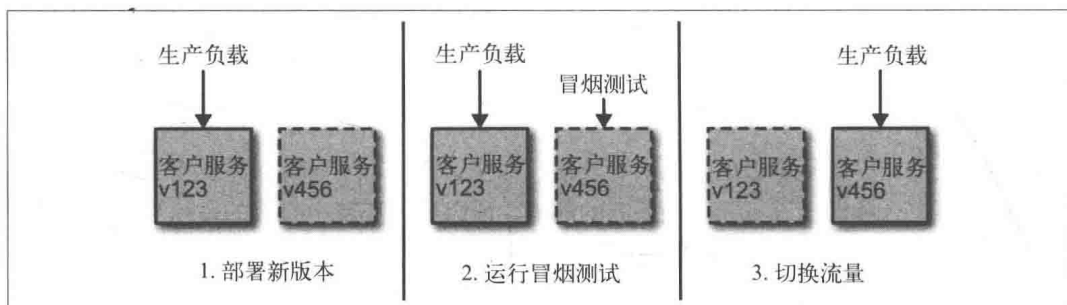 生产负载
客户服务
v123
客户服务
v456
1. 部署新版本
生产负载
冒烟测试
客户服务
v123
客户服务
v456
2. 运行冒烟测试
生产负载
客户服务
v123
客户服务
v456
3. 切换流量